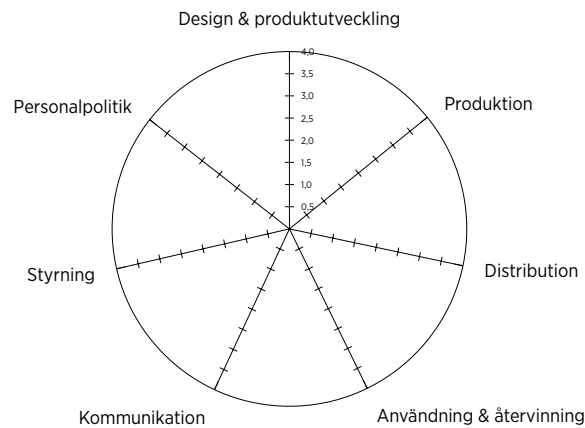 Design & produktutveckling
4,0
3,5
3,0
2,5
2,0
1,5
1,0
0,5
Personalpolitik
Produktion
Styrning
Distribution
Kommunikation
Användning & återvinning